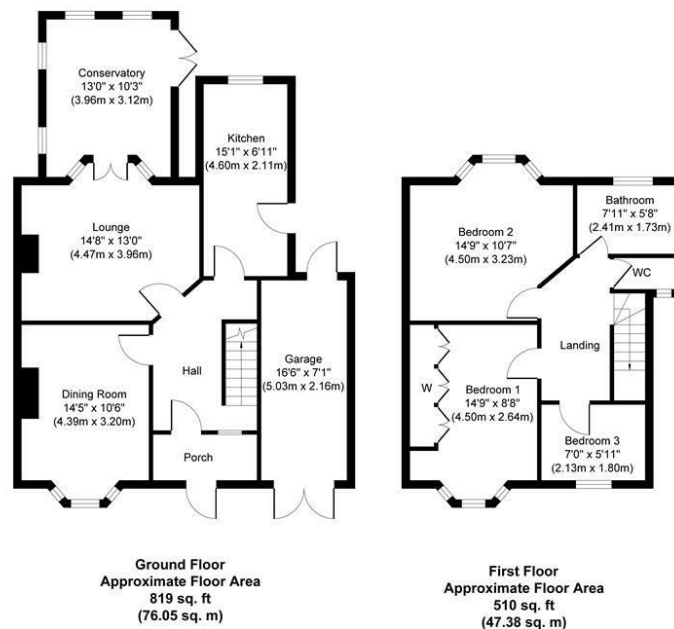 Conservatory
13'0" x 10'3"
(3.96m x 3.12m)
Kitchen
15'1" x 6'11"
(4.60m x 2.11m)
Lounge
14'8" x 13'0"
(4.47m x 3.96m)
Hall
Garage
16'6" x 7'1"
(5.03m x 2.16m)
Dining Room
14'5" x 10'6"
(4.39m x 3.20m)
Porch
Ground Floor
Approximate Floor Area
819 sq. ft
(76.05 sq. m)
Bedroom 2
14'9" x 10'7"
(4.50m x 3.23m)
Bathroom
7'11" x 5'8"
(2.41m x 1.73m)
WC
Landing
W
Bedroom 1
14'9" x 8'8"
(4.50m x 2.64m)
Bedroom 3
7'0" x 5'11"
(2.13m x 1.80m)
First Floor
Approximate Floor Area
510 sq. ft
(47.38 sq. m)